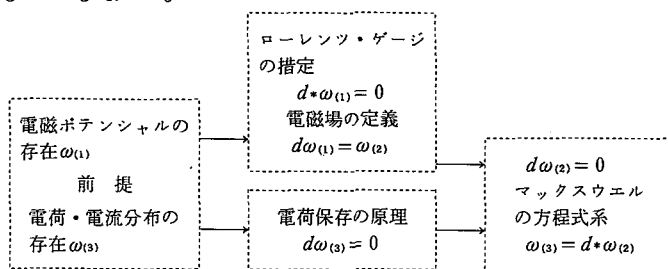 電磁ポテンシャルの
存在ω(1)
前 提
電荷・電流分布の
存在ω(3)
ローレンツ・ゲージ
の措定
d*ω(1) = 0
電磁場の定義
dω(1) = ω(2)
電荷保存の原理
dω(3) = 0
dω(2) = 0
マックスウエル
の方程式系
ω(3) = d*ω(2)